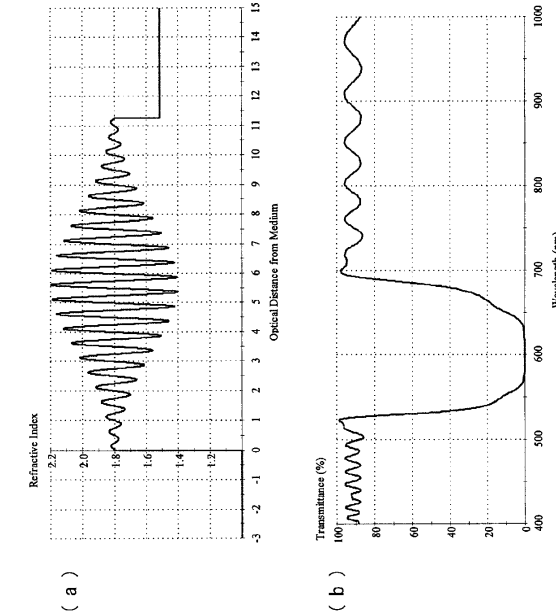 ( a )
Refractive Index
2.2
2.0
1.8
1.6
1.4
1.2
-3 -2 -1 0 1 2 3 4 5 6 7 8 9 10 11 12 13 14 15
Optical Distance from Medium
( b )
Transmittance (%)
100
80
60
40
20
0
400 500 600 700 800 900 1000
Wavelength (nm)